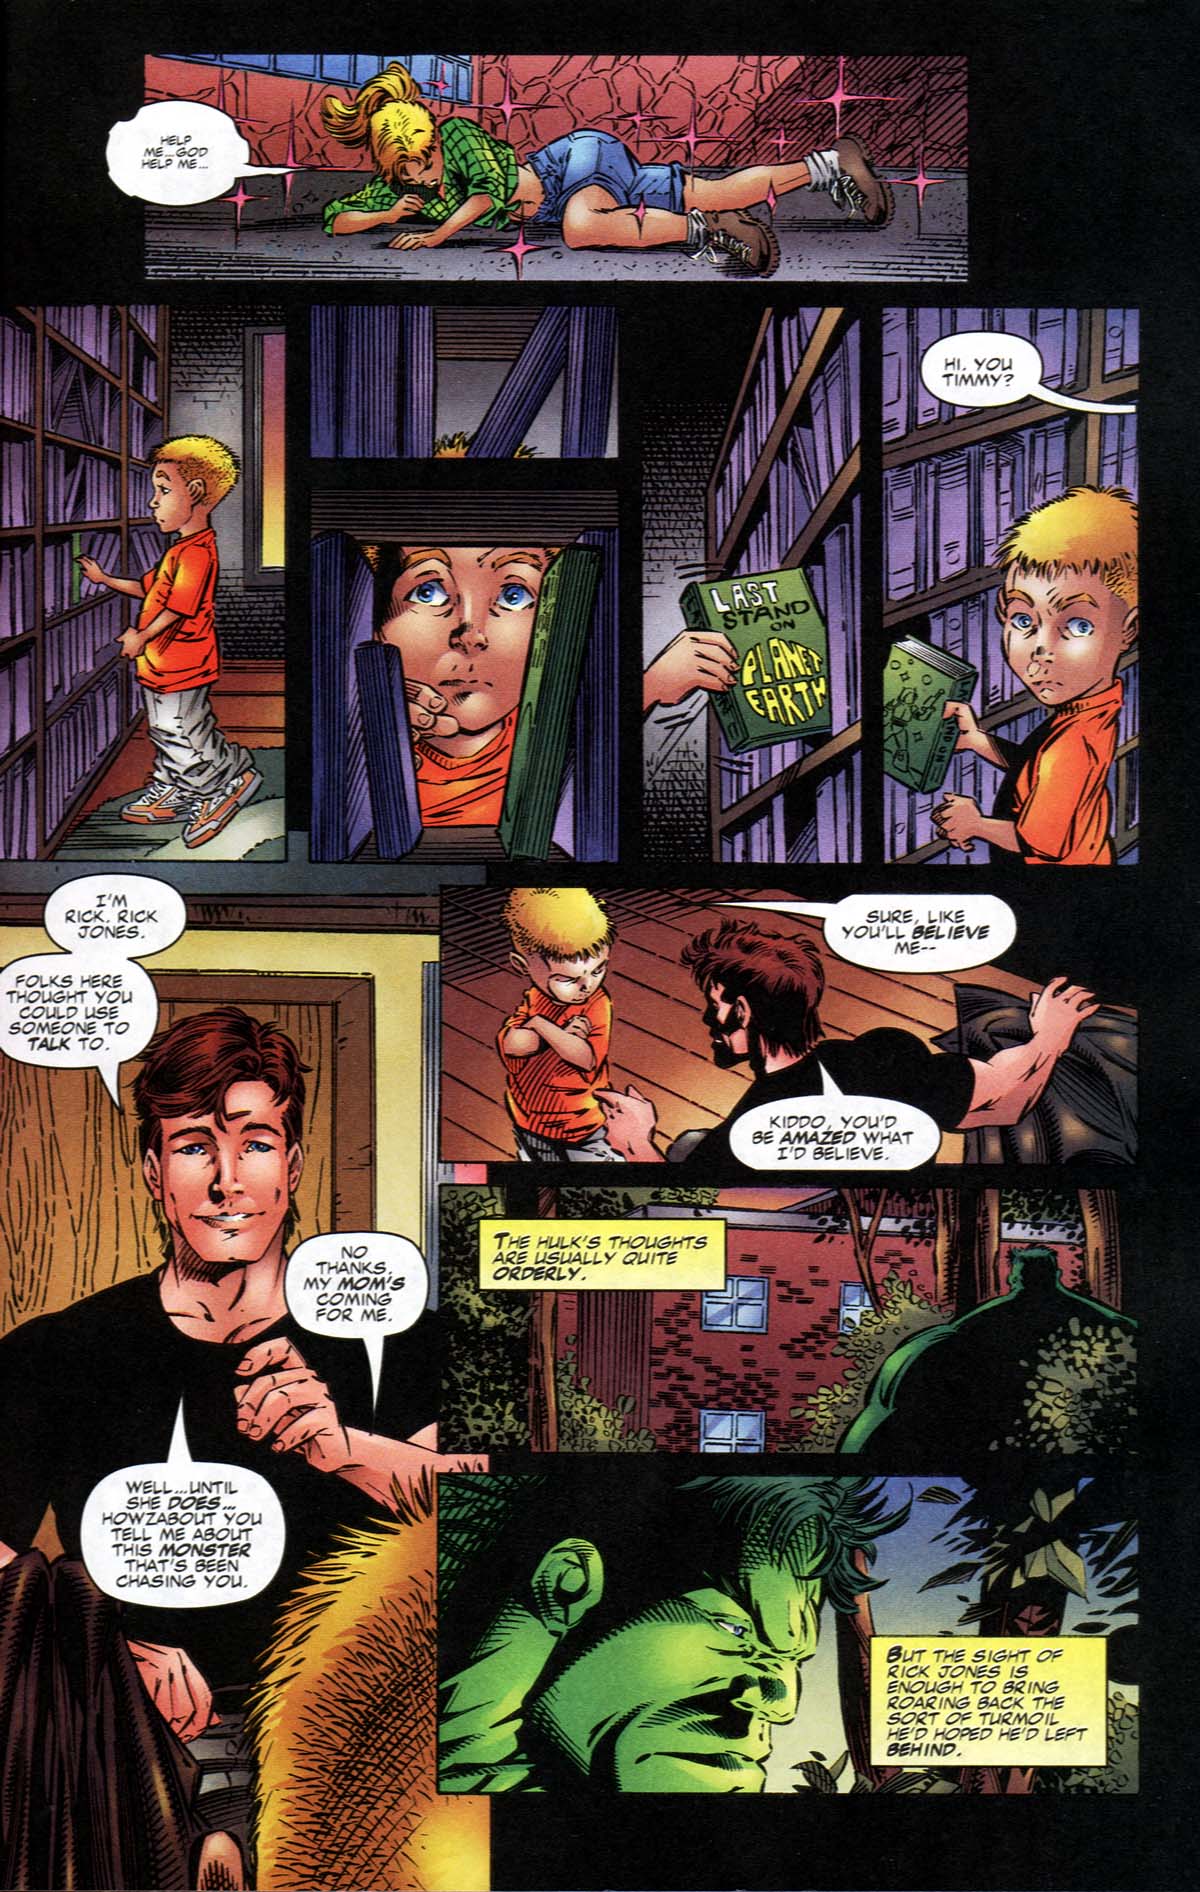 HELP
ME...GOD
HELP ME...
LAST
STAND
ON
PLANET
EARTH
HI. YOU
TIMMY?
I'M
RICK. RICK
JONES.
FOLKS HERE
THOUGHT YOU
COULD USE
SOMEONE TO
TALK TO.
NO
THANKS.
MY MOM'S
COMING
FOR ME.
WELL...UNTIL
SHE DOES...
HOWZABOUT YOU
TELL ME ABOUT
THIS MONSTER
THAT'S BEEN
CHASING YOU.
SURE, LIKE
YOU'LL BELIEVE
ME--
KIDDO, YOU'D
BE AMAZED WHAT
I'D BELIEVE.
THE HULK'S THOUGHTS
ARE USUALLY QUITE
ORDERLY.
BUT THE SIGHT OF
RICK JONES IS
ENOUGH TO BRING
ROARING BACK THE
SORT OF TURMOIL
HE'D HOPED HE'D LEFT
BEHIND.